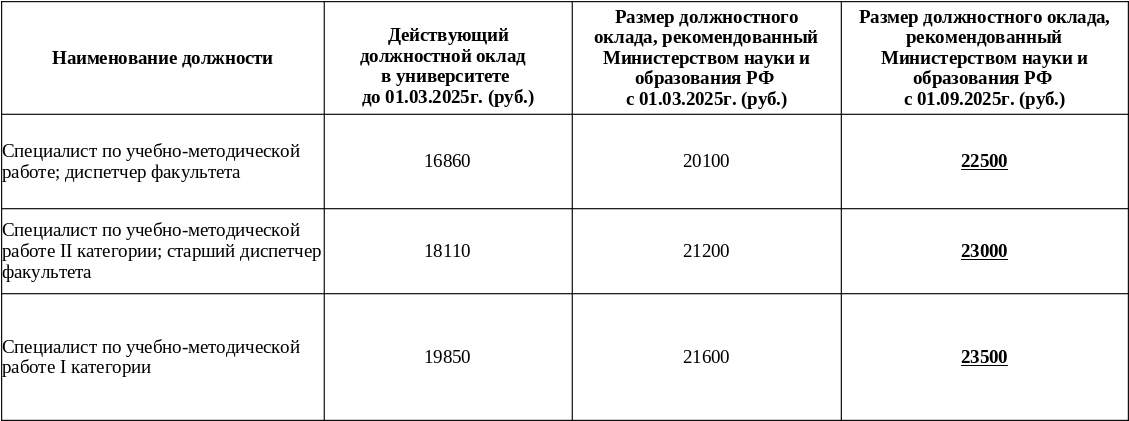 Наименование должности
Действующий
должностной оклад
в университете
до 01.03.2025г. (руб.)
Размер должностного
оклада, рекомендованный
Министерством науки и
образования РФ
с 01.03.2025г. (руб.)
Размер должностного оклада,
рекомендованный
Министерством науки и
образования РФ
с 01.09.2025г. (руб.)
Специалист по учебно-методической
работе; диспетчер факультета
16860
20100
22500
Специалист по учебно-методической
работе II категории; старший диспетчер
факультета
18110
21200
23000
Специалист по учебно-методической
работе I категории
19850
21600
23500